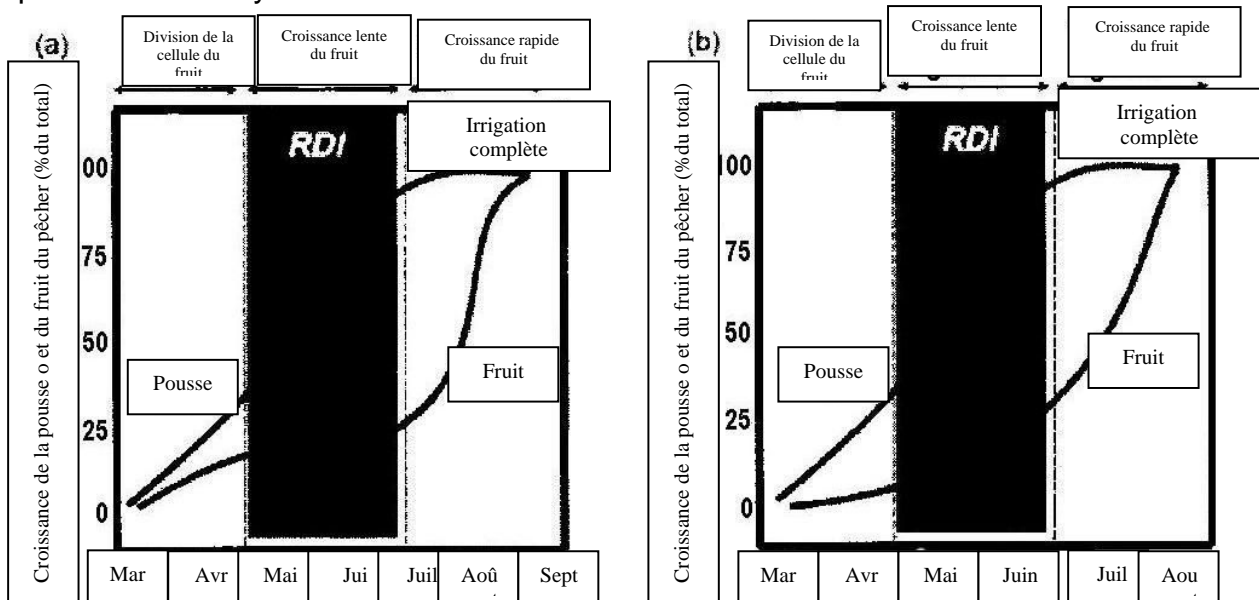 (a)
Division de la
cellule du
fruit
Croissance lente
du fruit
Croissance rapide
du fruit
Croissance de la pousse o et du fruit du pêcher (% du total)
RDI
Irrigation
complète
00
75
50
25
0
Pousse
Fruit
Mar
Avr
Mai
Jui
Juil
Aoû
Sept
(b)
Division de la
cellule du
fruit
Croissance lente
du fruit
Croissance rapide
du fruit
Croissance de la pousse o et du fruit du pêcher (% du total)
RDI
Irrigation
complète
100
75
50
25
0
Pousse
Fruit
Mar
Avr
Mai
Juin
Juil
Aou